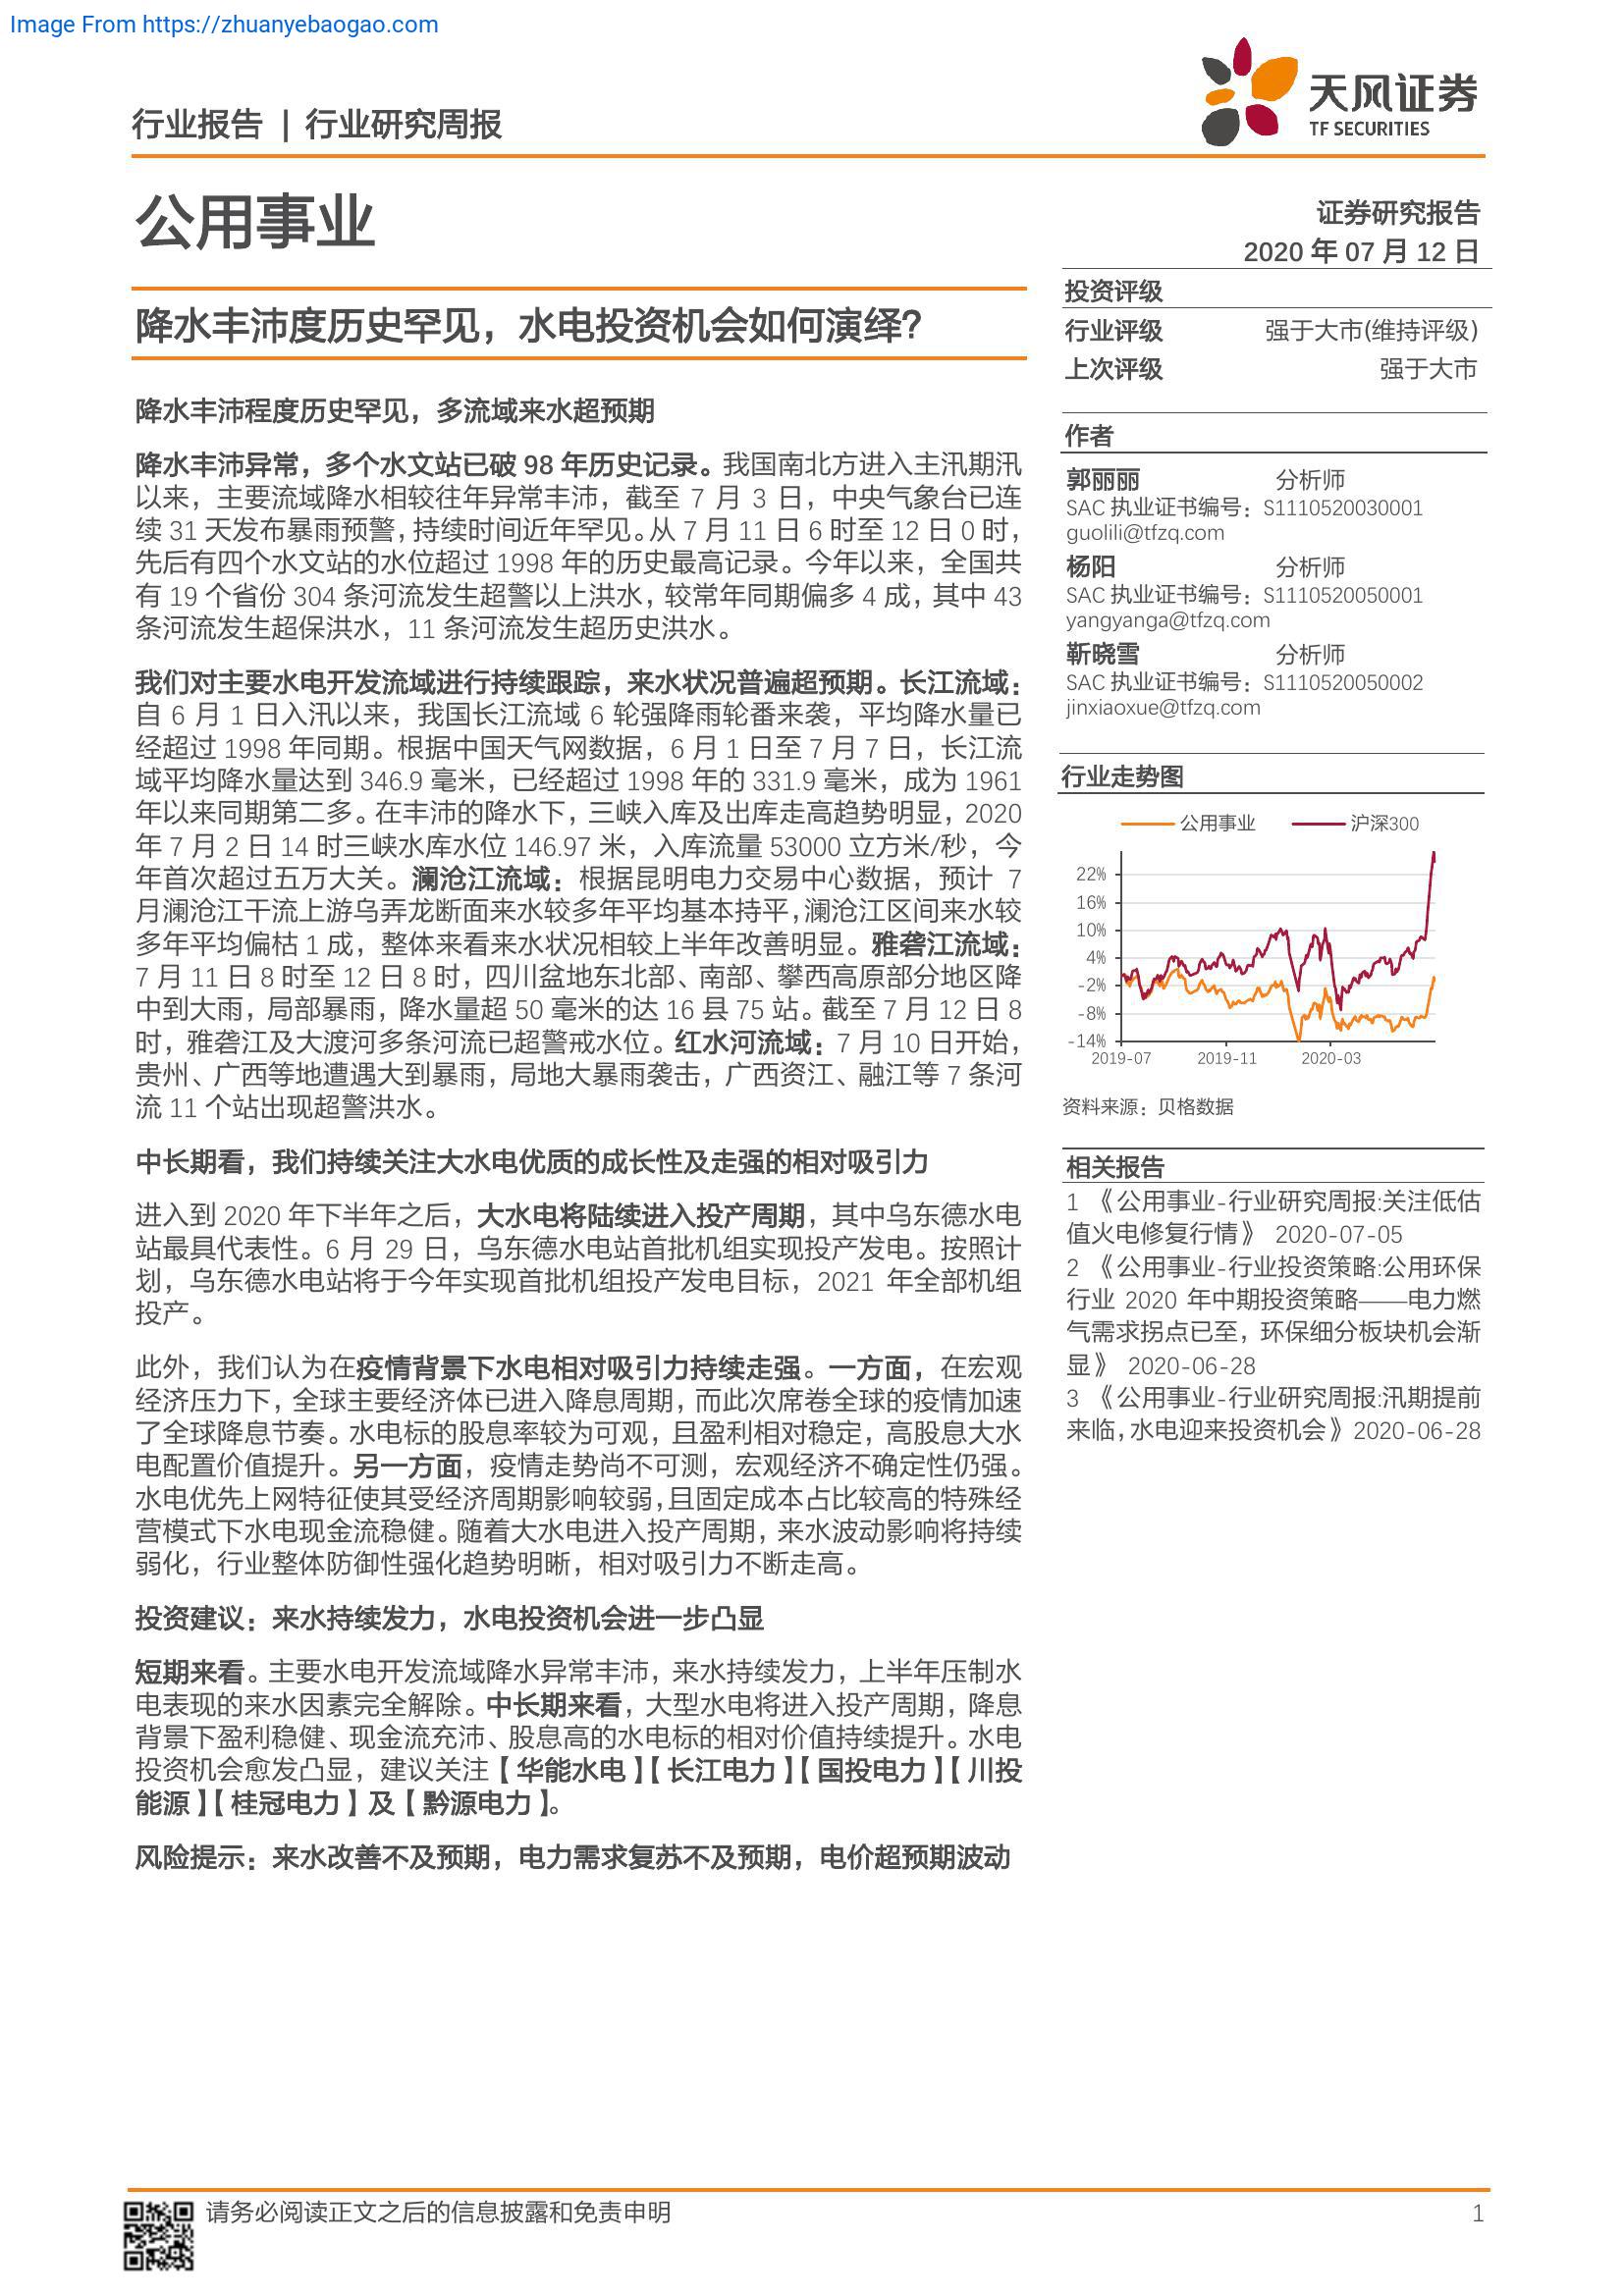 Image From https://zhuanyebaogao.com
行业报告 | 行业研究周报
天风证券
TF SECURITIES
公用事业
证券研究报告
2020 年 07 月 12 日
降水丰沛度历史罕见，水电投资机会如何演绎?
降水丰沛程度历史罕见，多流域来水超预期
降水丰沛异常，多个水文站已破 98 年历史记录。我国南北方进入主汛期汛
以来，主要流域降水相较往年异常丰沛，截至 7 月 3 日，中央气象台已连
续 31 天发布暴雨预警，持续时间近年罕见。从 7 月 11 日 6 时至 12 日 0 时，
先后有四个水文站的水位超过 1998 年的历史最高记录。今年以来，全国共
有 19 个省份 304 条河流发生超警以上洪水，较常年同期偏多 4 成，其中 43
条河流发生超保洪水，11 条河流发生超历史洪水。
我们对主要水电开发流域进行持续跟踪，来水状况普遍超预期。长江流域：
自 6 月 1 日入汛以来，我国长江流域 6 轮强降雨轮番来袭，平均降水量已
经超过 1998 年同期。根据中国天气网数据，6 月 1 日至 7 月 7 日，长江流
域平均降水量达到 346.9 毫米，已经超过 1998 年的 331.9 毫米，成为 1961
年以来同期第二多。在丰沛的降水下，三峡入库及出库走高趋势明显，2020
年 7 月 2 日 14 时三峡水库水位 146.97 米，入库流量 53000 立方米/秒，今
年首次超过五万大关。澜沧江流域：根据昆明电力交易中心数据，预计 7
月澜沧江干流上游乌弄龙断面来水较多年平均基本持平，澜沧江区间来水较
多年平均偏枯 1 成，整体来看来水状况相较上半年改善明显。雅砻江流域：
7 月 11 日 8 时至 12 日 8 时，四川盆地东北部、南部、攀西高原部分地区降
中到大雨，局部暴雨，降水量超 50 毫米的达 16 县 75 站。截至 7 月 12 日 8
时，雅砻江及大渡河多条河流已超警戒水位。红水河流域：7 月 10 日开始，
贵州、广西等地遭遇大到暴雨，局地大暴雨袭击，广西资江、融江等 7 条河
流 11 个站出现超警洪水。
中长期看，我们持续关注大水电优质的成长性及走强的相对吸引力
进入到 2020 年下半年之后，大水电将陆续进入投产周期，其中乌东德水电
站最具代表性。6 月 29 日，乌东德水电站首批机组实现投产发电。按照计
划，乌东德水电站将于今年实现首批机组投产发电目标，2021 年全部机组
投产。
此外，我们认为在疫情背景下水电相对吸引力持续走强。一方面，在宏观
经济压力下，全球主要经济体已进入降息周期，而此次席卷全球的疫情加速
了全球降息节奏。水电标的股息率较为可观，且盈利相对稳定，高股息大水
电配置价值提升。另一方面，疫情走势尚不可测，宏观经济不确定性仍强。
水电优先上网特征使其受经济周期影响较弱，且固定成本占比较高的特殊经
营模式下水电现金流稳健。随着大水电进入投产周期，来水波动影响将持续
弱化，行业整体防御性强化趋势明晰，相对吸引力不断走高。
投资建议：来水持续发力，水电投资机会进一步凸显
短期来看。主要水电开发流域降水异常丰沛，来水持续发力，上半年压制水
电表现的来水因素完全解除。中长期来看，大型水电将进入投产周期，降息
背景下盈利稳健、现金流充沛、股息高的水电标的相对价值持续提升。水电
投资机会愈发凸显，建议关注【华能水电】【长江电力】【国投电力】【川投
能源】【桂冠电力】及【黔源电力】。
风险提示：来水改善不及预期，电力需求复苏不及预期，电价超预期波动
投资评级
行业评级 强于大市(维持评级)
上次评级 强于大市
作者
郭丽丽 分析师
SAC 执业证书编号：S1110520030001
guolili@tfzq.com
杨阳 分析师
SAC 执业证书编号：S1110520050001
yangyanga@tfzq.com
靳晓雪 分析师
SAC 执业证书编号：S1110520050002
jinxiaoxue@tfzq.com
行业走势图
公用事业 沪深300
22%
16%
10%
4%
-2%
-8%
-14%
2019-07 2019-11 2020-03
资料来源：贝格数据
相关报告
1 《公用事业-行业研究周报:关注低估
值火电修复行情》 2020-07-05
2 《公用事业-行业投资策略:公用环保
行业 2020 年中期投资策略——电力燃
气需求拐点已至，环保细分板块机会渐
显》 2020-06-28
3 《公用事业-行业研究周报:汛期提前
来临，水电迎来投资机会》 2020-06-28
请务必阅读正文之后的信息披露和免责申明
1